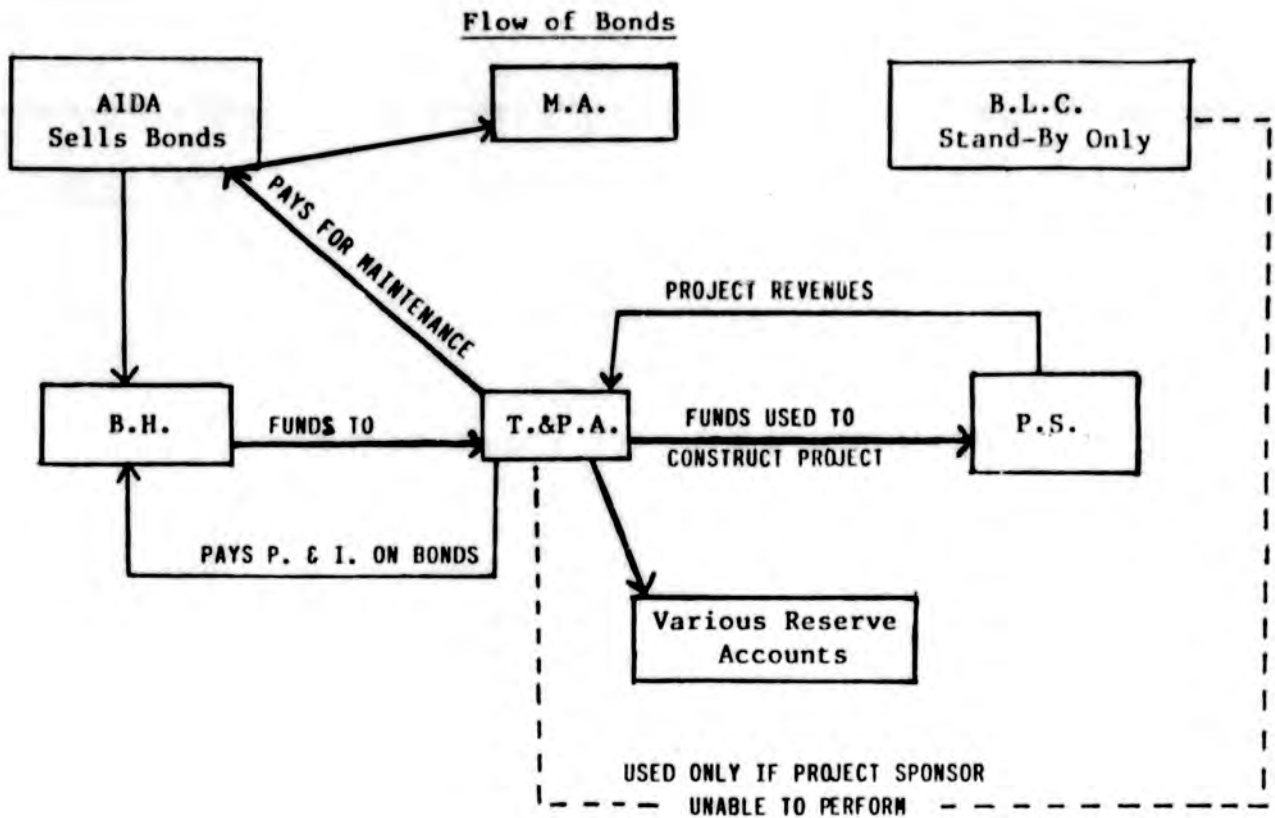 Flow of Bonds
AIDA
Sells Bonds
M.A.
B.L.C.
Stand-By Only
PAYS FOR MAINTENANCE
PROJECT REVENUES
B.H.
FUNDS TO
T.&P.A.
FUNDS USED TO
CONSTRUCT PROJECT
P.S.
PAYS P. & I. ON BONDS
Various Reserve
Accounts
USED ONLY IF PROJECT SPONSOR
UNABLE TO PERFORM